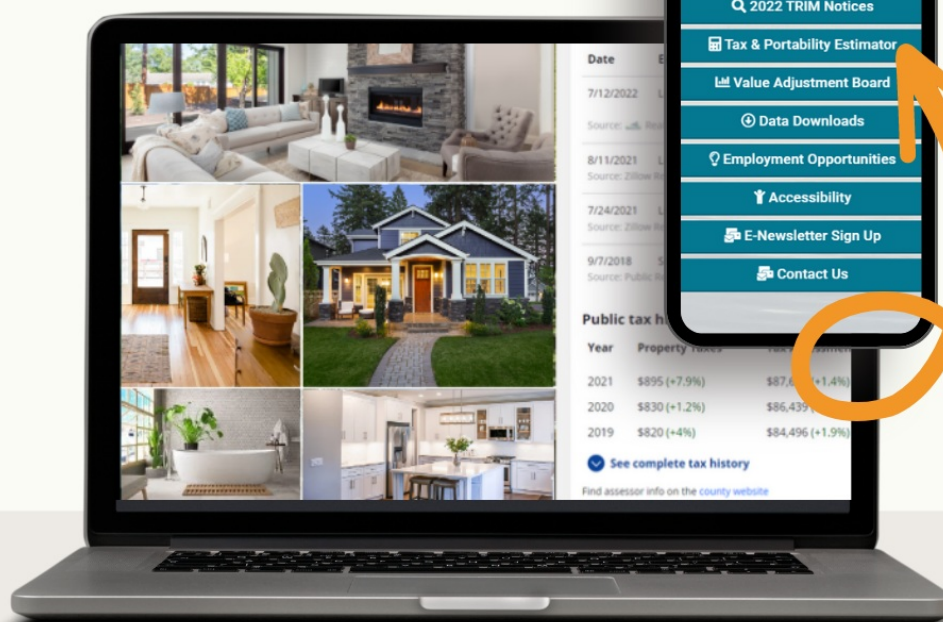 2022 TRIM Notices
Tax & Portability Estimator
Value Adjustment Board
Data Downloads
Employment Opportunities
Accessibility
E-Newsletter Sign Up
Contact Us
Date
7/12/2022
Source:
8/11/2021
Source: Zillow
7/24/2021
Source: Zillow
9/7/2018
Source: Public
Public tax
Year Property Taxes
2021 $895 (+7.9%) (+1.4%)
2020 $830 (+1.2%) $86,439
2019 $820 (+4%) $84,496 (+1.9%)
See complete tax history
Find assessor info on the county website